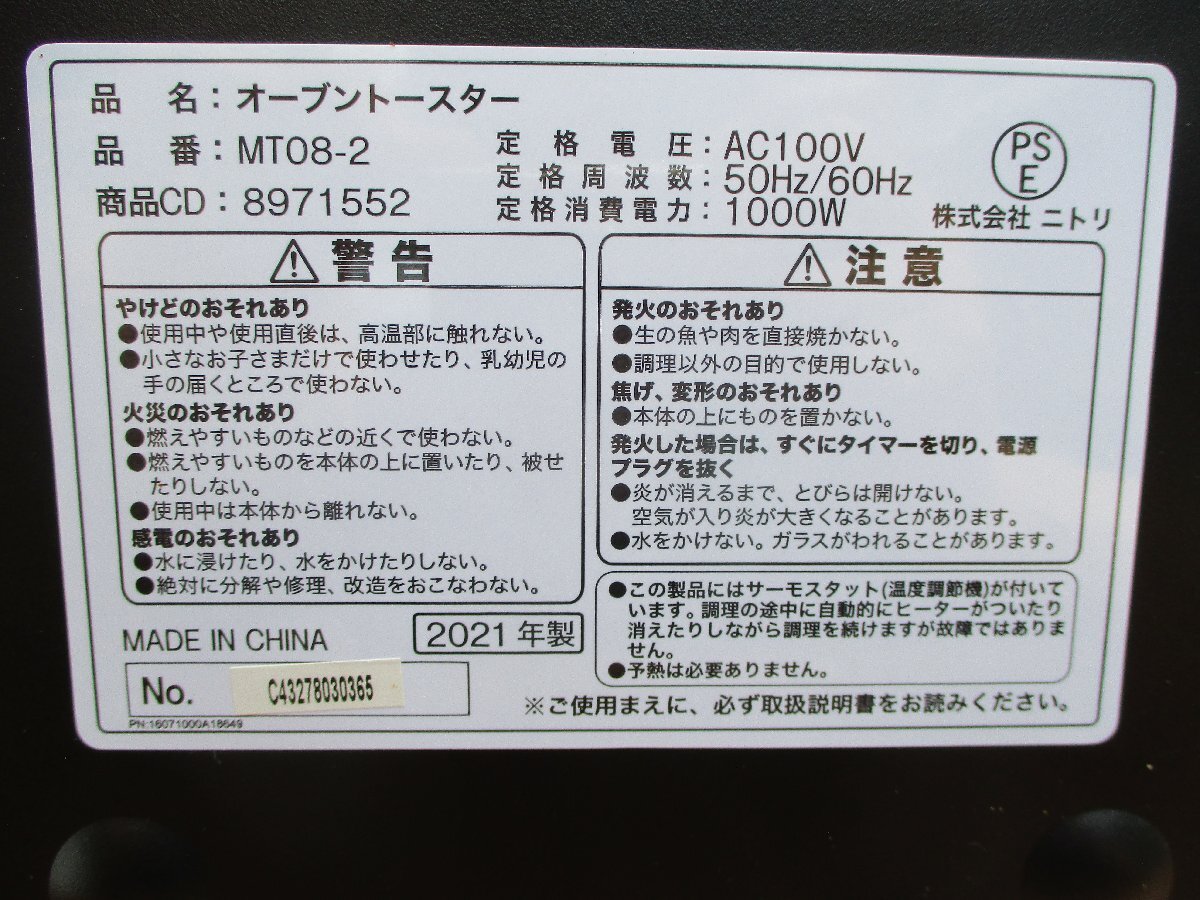 品 名：オーブントースター
品 番：MT08-2
商品CD：8971552
定格電圧：AC100V
定格周波数：50Hz/60Hz
定格消費電力：1000W
PS
E
株式会社 ニトリ
警告
やけどのおそれあり
●使用中や使用直後は、高温部に触れない。
●小さなお子さまだけで使わせたり、乳幼児の
手の届くところで使わない。
火災のおそれあり
●燃えやすいものなどの近くで使わない。
●燃えやすいものを本体の上に置いたり、被せ
たりしない。
●使用中は本体から離れない。
感電のおそれあり
●水に浸けたり、水をかけたりしない。
●絶対に分解や修理、改造をおこなわない。
注意
発火のおそれあり
●生の魚や肉を直接焼かない。
●調理以外の目的で使用しない。
焦げ、変形のおそれあり
●本体の上にものを置かない。
発火した場合は、すぐにタイマーを切り、電源
プラグを抜く
●炎が消えるまで、とびらは開けない。
空気が入り炎が大きくなることがあります。
●水をかけない。ガラスがわれることがあります。
●この製品にはサーモスタット(温度調節機)が付いて
います。調理の途中に自動的にヒーターがついたり
消えたりしながら調理を続けますが故障ではありま
せん。
●予熱は必要ありません。
MADE IN CHINA
2021年製
No. C43278030365
PN:16071000A18649
※ご使用まえに、必ず取扱説明書をお読みください。